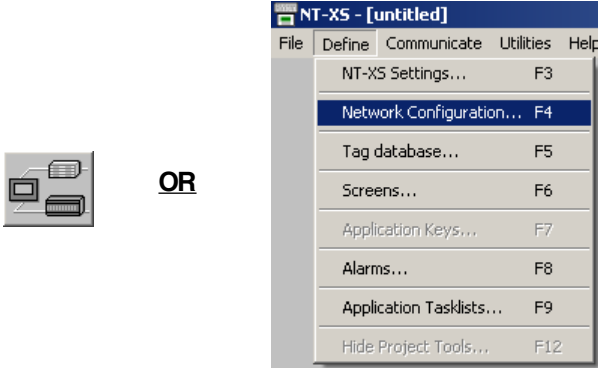 NT-XS - [untitled]
File Define Communicate Utilities Help
NT-XS Settings... F3
Network Configuration... F4
Tag database... F5
OR
Screens... F6
Application Keys... F7
Alarms... F8
Application Tasklists... F9
Hide Project Tools... F12